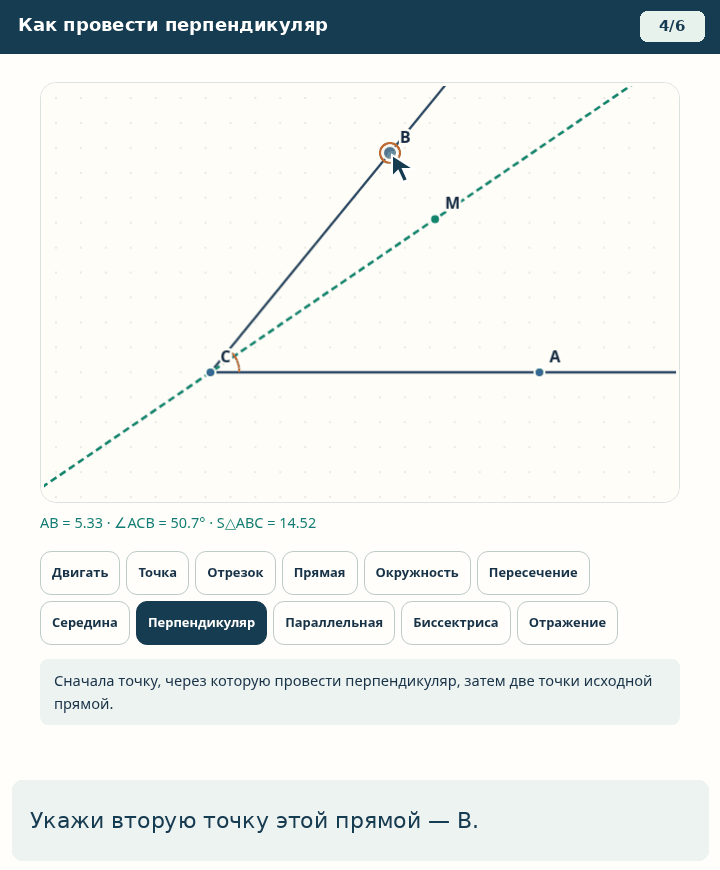 Как провести перпендикуляр
4/6
B
M
C
A
AB = 5.33 · ∠ACB = 50.7° · S△ABC = 14.52
Двигать
Точка
Отрезок
Прямая
Окружность
Пересечение
Середина
Перпендикуляр
Параллельная
Биссектриса
Отражение
Сначала точку, через которую провести перпендикуляр, затем две точки исходной
прямой.
Укажи вторую точку этой прямой — B.